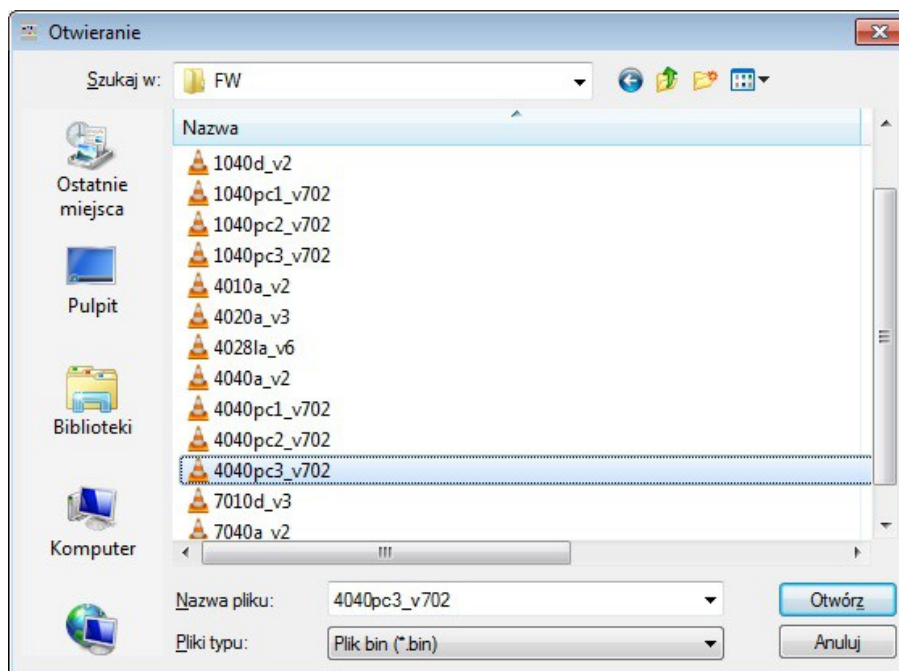 Otwieranie
Szukaj w: FW
Nazwa
1040d_v2
1040pc1_v702
1040pc2_v702
1040pc3_v702
4010a_v2
4020a_v3
4028la_v6
4040a_v2
4040pc1_v702
4040pc2_v702
4040pc3_v702
7010d_v3
7040a_v2
Ostatnie
miejsca
Pulpit
Biblioteki
Komputer
Nazwa pliku: 4040pc3_v702 Otwórz
Pliki typu: Plik bin (*.bin) Anuluj